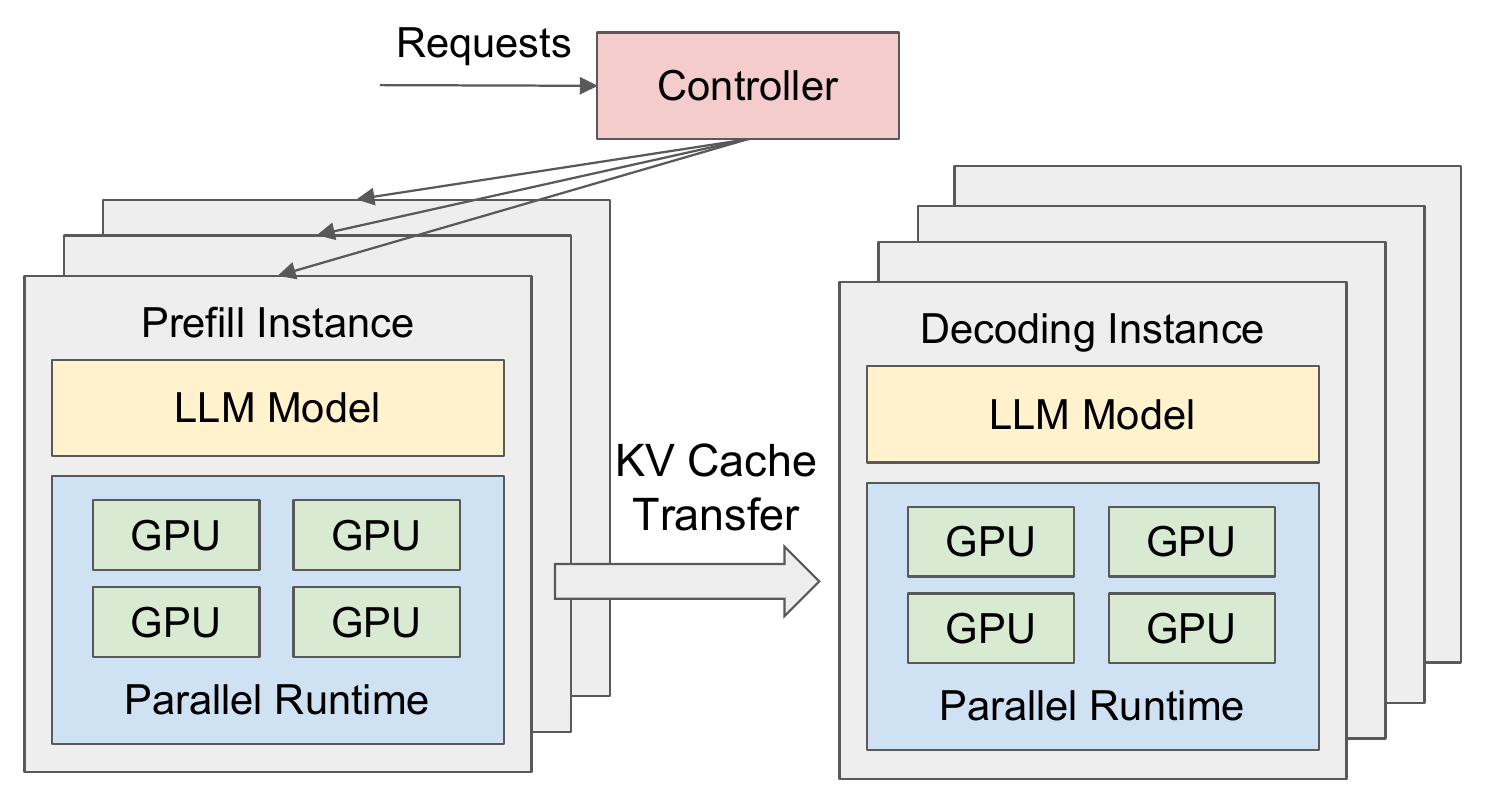 Requests
Controller
Prefill Instance
LLM Model
GPU GPU
GPU GPU
Parallel Runtime
KV Cache
Transfer
Decoding Instance
LLM Model
GPU GPU
GPU GPU
Parallel Runtime